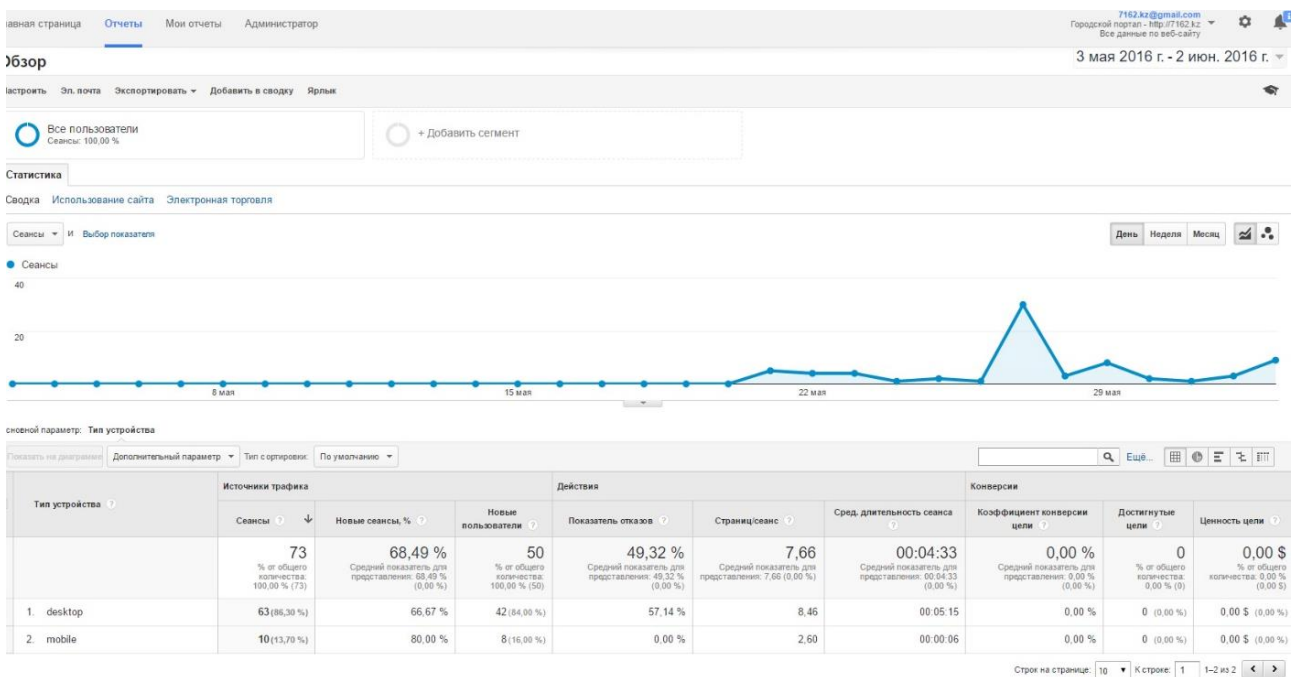 лавная страница Отчеты Мои отчеты Администратор
7162.kz@gmail.com
Городской портал - http://7162.kz
Все данные по веб-сайту
Обзор
3 мая 2016 г. - 2 июн. 2016 г.
Настроить Эл. почта Экспортировать Добавить в сводку Ярлык
Все пользователи
Сеансы: 100,00 %
+ Добавить сегмент
Статистика
Сводка Использование сайта Электронная торговля
Сеансы И Выбор показателя
День Неделя Месяц
Сеансы
40
20
8 мая 15 мая 22 мая 29 мая
сновной параметр: Тип устройства
Показать на диаграмме Дополнительный параметр Тип сортировки: По умолчанию Ещё...
Тип устройства
Источники трафика Действия Конверсии
Сеансы Новые сеансы, % Новые пользователи Показатель отказов Страниц/сеанс Сред. длительность сеанса Коэффициент конверсии цели Достигнутые цели Ценность цели
73 68,49 % 50 49,32 % 7,66 00:04:33 0,00 % 0 0,00 $
% от общего количества: 100,00 % (73) Средний показатель для представления: 68,49 % (0,00 %) % от общего количества: 100,00 % (50) Средний показатель для представления: 49,32 % (0,00 %) Средний показатель для представления: 7,66 (0,00 %) Средний показатель для представления: 00:04:33 (0,00 %) Средний показатель для представления: 0,00 % (0,00 %) % от общего количества: 0,00 % (0) % от общего количества: 0,00 % (0,00 $)
1. desktop 63 (86,30 %) 66,67 % 42 (84,00 %) 57,14 % 8,46 00:05:15 0,00 % 0 (0,00 %) 0,00 $ (0,00 %)
2. mobile 10 (13,70 %) 80,00 % 8 (16,00 %) 0,00 % 2,60 00:00:06 0,00 % 0 (0,00 %) 0,00 $ (0,00 %)
Строк на странице: 10 К строке: 1 1–2 из 2